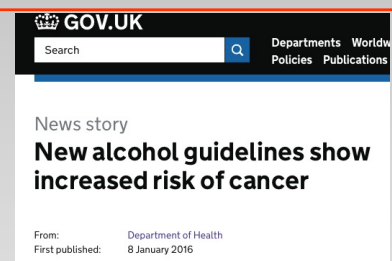 GOV.UK
Search
Departments
Policies Publications
News story
New alcohol guidelines show
increased risk of cancer
From: Department of Health
First published: 8 January 2016